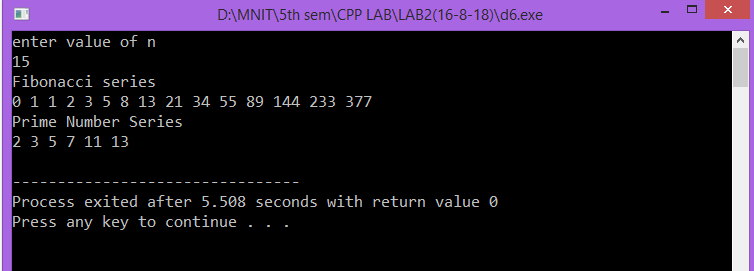 D:\MNIT\5th sem\CPP LAB\LAB2(16-8-18)\d6.exe
enter value of n
15
Fibonacci series
0 1 1 2 3 5 8 13 21 34 55 89 144 233 377
Prime Number Series
2 3 5 7 11 13
--------------------------------
Process exited after 5.508 seconds with return value 0
Press any key to continue . . .